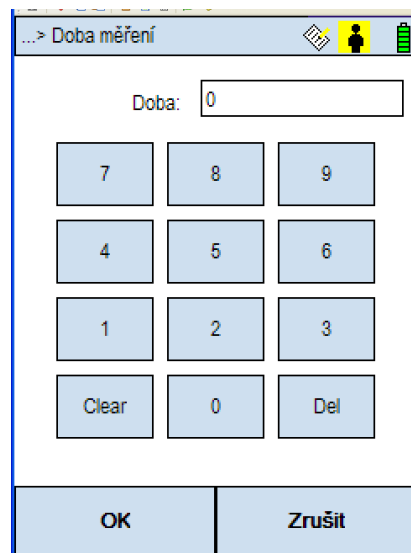 ...> Doba měření
Doba: 0
7 8 9
4 5 6
1 2 3
Clear 0 Del
OK Zrušit